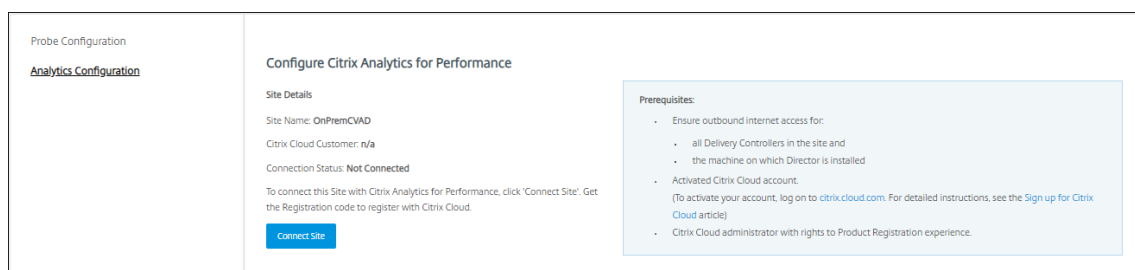 Probe Configuration
Analytics Configuration
Configure Citrix Analytics for Performance
Site Details
Site Name: OnPremCVAD
Citrix Cloud Customer: n/a
Connection Status: Not Connected
To connect this Site with Citrix Analytics for Performance, click 'Connect Site'. Get
the Registration code to register with Citrix Cloud.
Connect Site
Prerequisites:
• Ensure outbound internet access for:
• all Delivery Controllers in the site and
• the machine on which Director is installed
• Activated Citrix Cloud account.
(To activate your account, log on to citrix.cloud.com. For detailed instructions, see the Sign up for Citrix
Cloud article)
• Citrix Cloud administrator with rights to Product Registration experience.